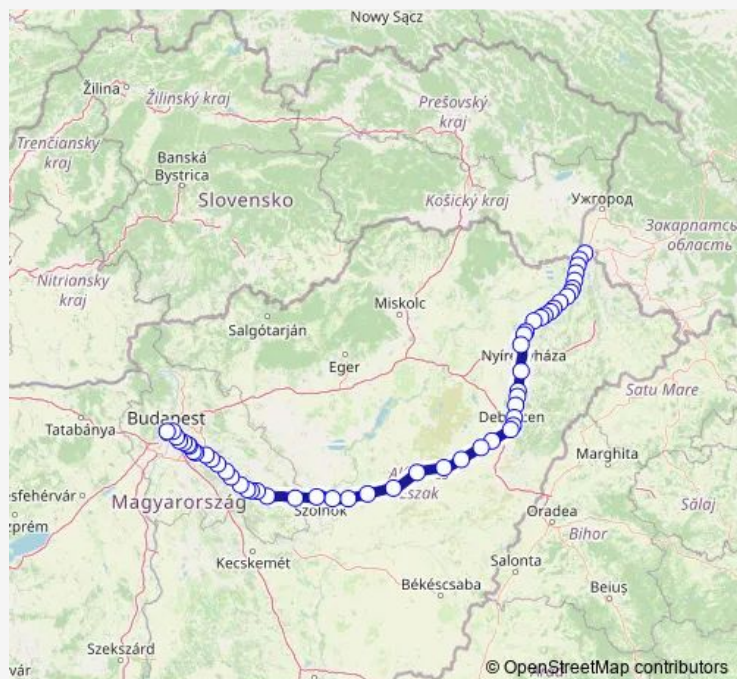 Nowy Sącz
Žilina
Žilinský kraj
Prešovský
kraj
Trenčiansky
kraj
Banská
Bystrica
Slovensko
Košický kraj
Ужгород
Закарпатсь
область
Nitriansky
kraj
Salgótarján
Miskolc
Eger
Satu Mare
Tatabánya
Budapest
Marghita
Magyarország
Szolnok
Észak
Oradea
Sălaj
Bihor
Kecskemét
Salonta
Békéscsaba
Beiuș
Szekszárd
vár
© OpenStreetMap contributors